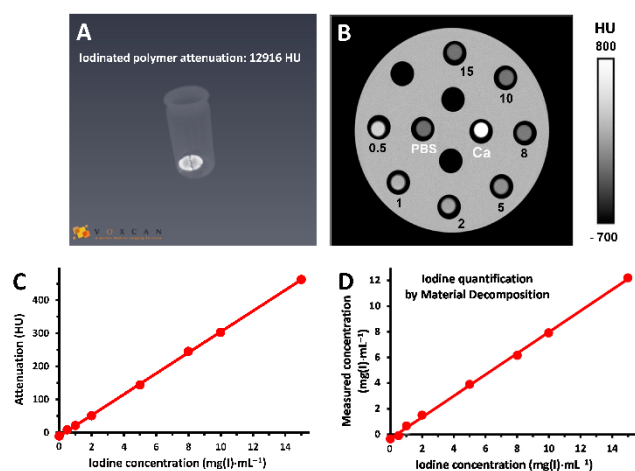 A
Iodinated polymer attenuation: 12916 HU
VOXCAN
B
15
10
0.5
PBS
Ca
8
1
2
5
HU
800
- 700
C
Attenuation (HU)
400
300
200
100
0
0 2 4 6 8 10 12 14
Iodine concentration (mg(I)·mL⁻¹)
D
Iodine quantification
by Material Decomposition
Measured concentration
(mg(I)·mL⁻¹)
12
10
8
6
4
2
0
0 2 4 6 8 10 12 14
Iodine concentration (mg(I)·mL⁻¹)